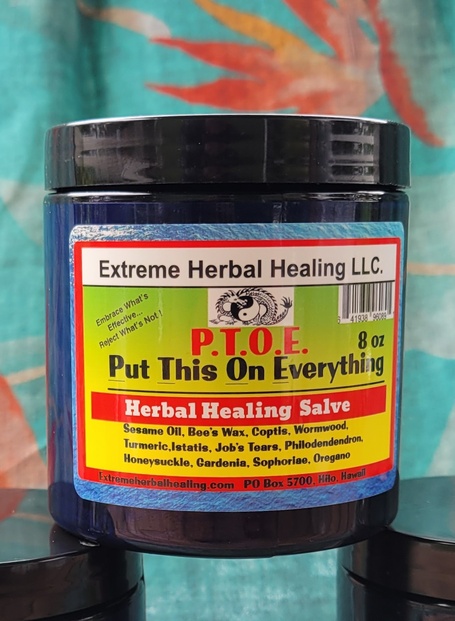 Extreme Herbal Healing LLC.
Embrace What's
Effective...
Reject What's Not!
P.T.O.E.
8 oz
Put This On Everything
Herbal Healing Salve
Sesame Oil, Bee's Wax, Coptis, Wormwood,
Turmeric,Istatis, Job's Tears, Philodendendron,
Honeysuckle, Gardenia, Sophoriae, Oregano
Extremeherbalhealing.com PO Box 5700, Hilo, Hawaii